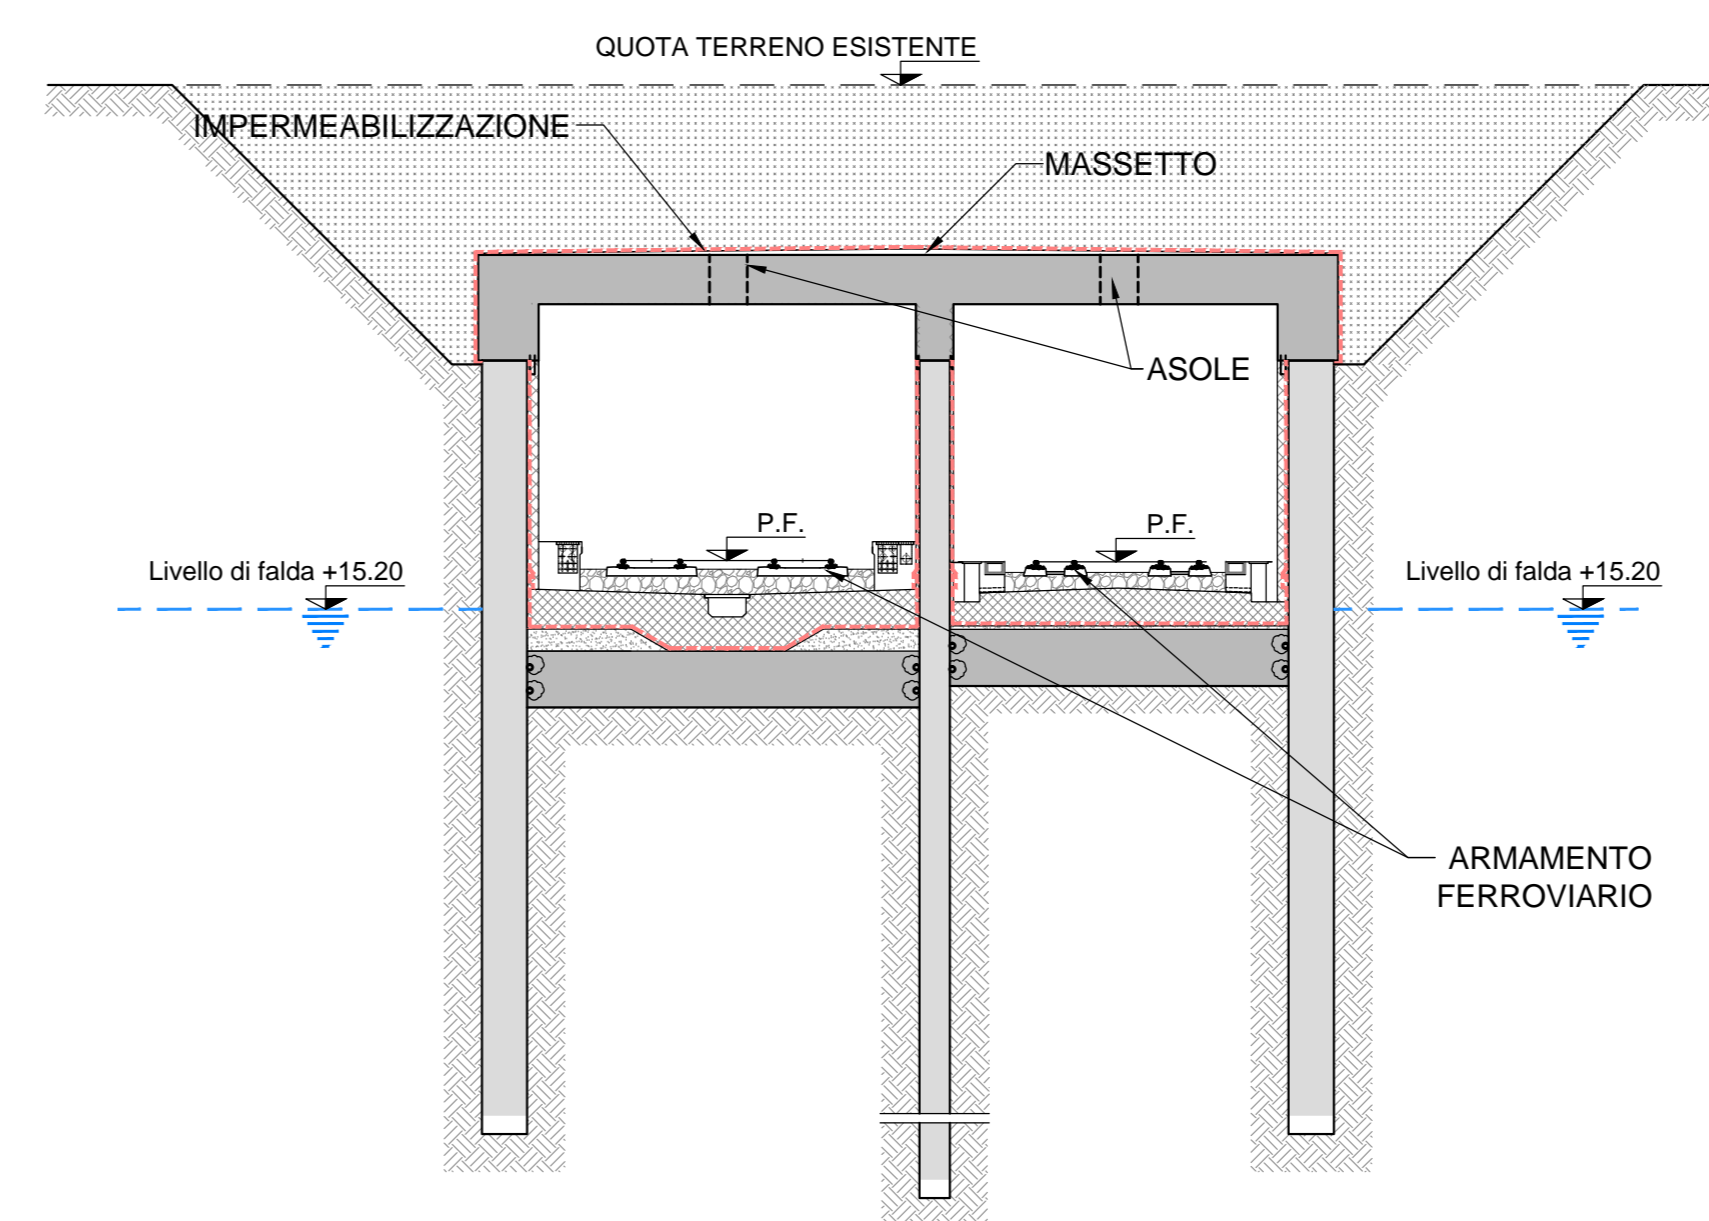 QUOTA TERRENO ESISTENTE
IMPERMEABILIZZAZIONE
MASSETTO
ASOLE
P.F.
P.F.
Livello di falda +15.20
Livello di falda +15.20
ARMAMENTO
FERROVIARIO